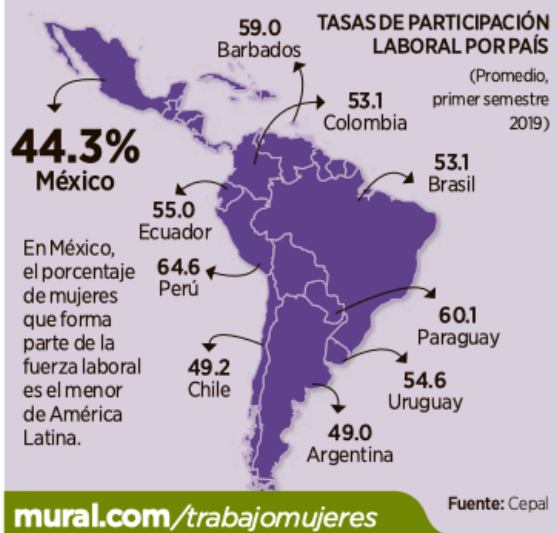 TASAS DE PARTICIPACIÓN
LABORAL POR PAÍS
(Promedio,
primer semestre
2019)
59.0
Barbados
53.1
Colombia
53.1
Brasil
44.3%
México
55.0
Ecuador
64.6
Perú
60.1
Paraguay
49.2
Chile
54.6
Uruguay
49.0
Argentina
En México,
el porcentaje
de mujeres
que forma
parte de la
fuerza laboral
es el menor
de América
Latina.
Fuente: Cepal
mural.com/trabajomujeres